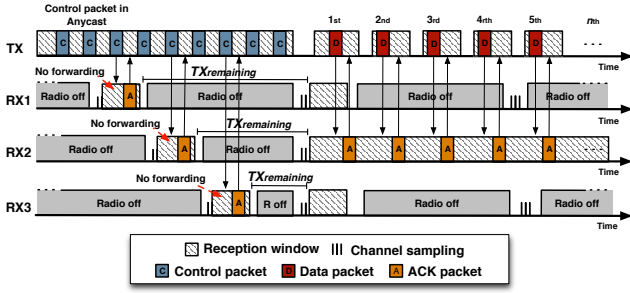 Control packet in
Anycast
1st 2nd 3rd 4rth 5th nth
TX C C C C C C C C C D D D D D - - -
Time
No forwarding TXremaining
RX1 Radio off A Radio off Radio off
Time
No forwarding TXremaining
RX2 Radio off A Radio off A A A A A
Time
No forwarding TXremaining
RX3 Radio off A R off Radio off Radio off
Time
Reception window Channel sampling
C Control packet D Data packet A ACK packet